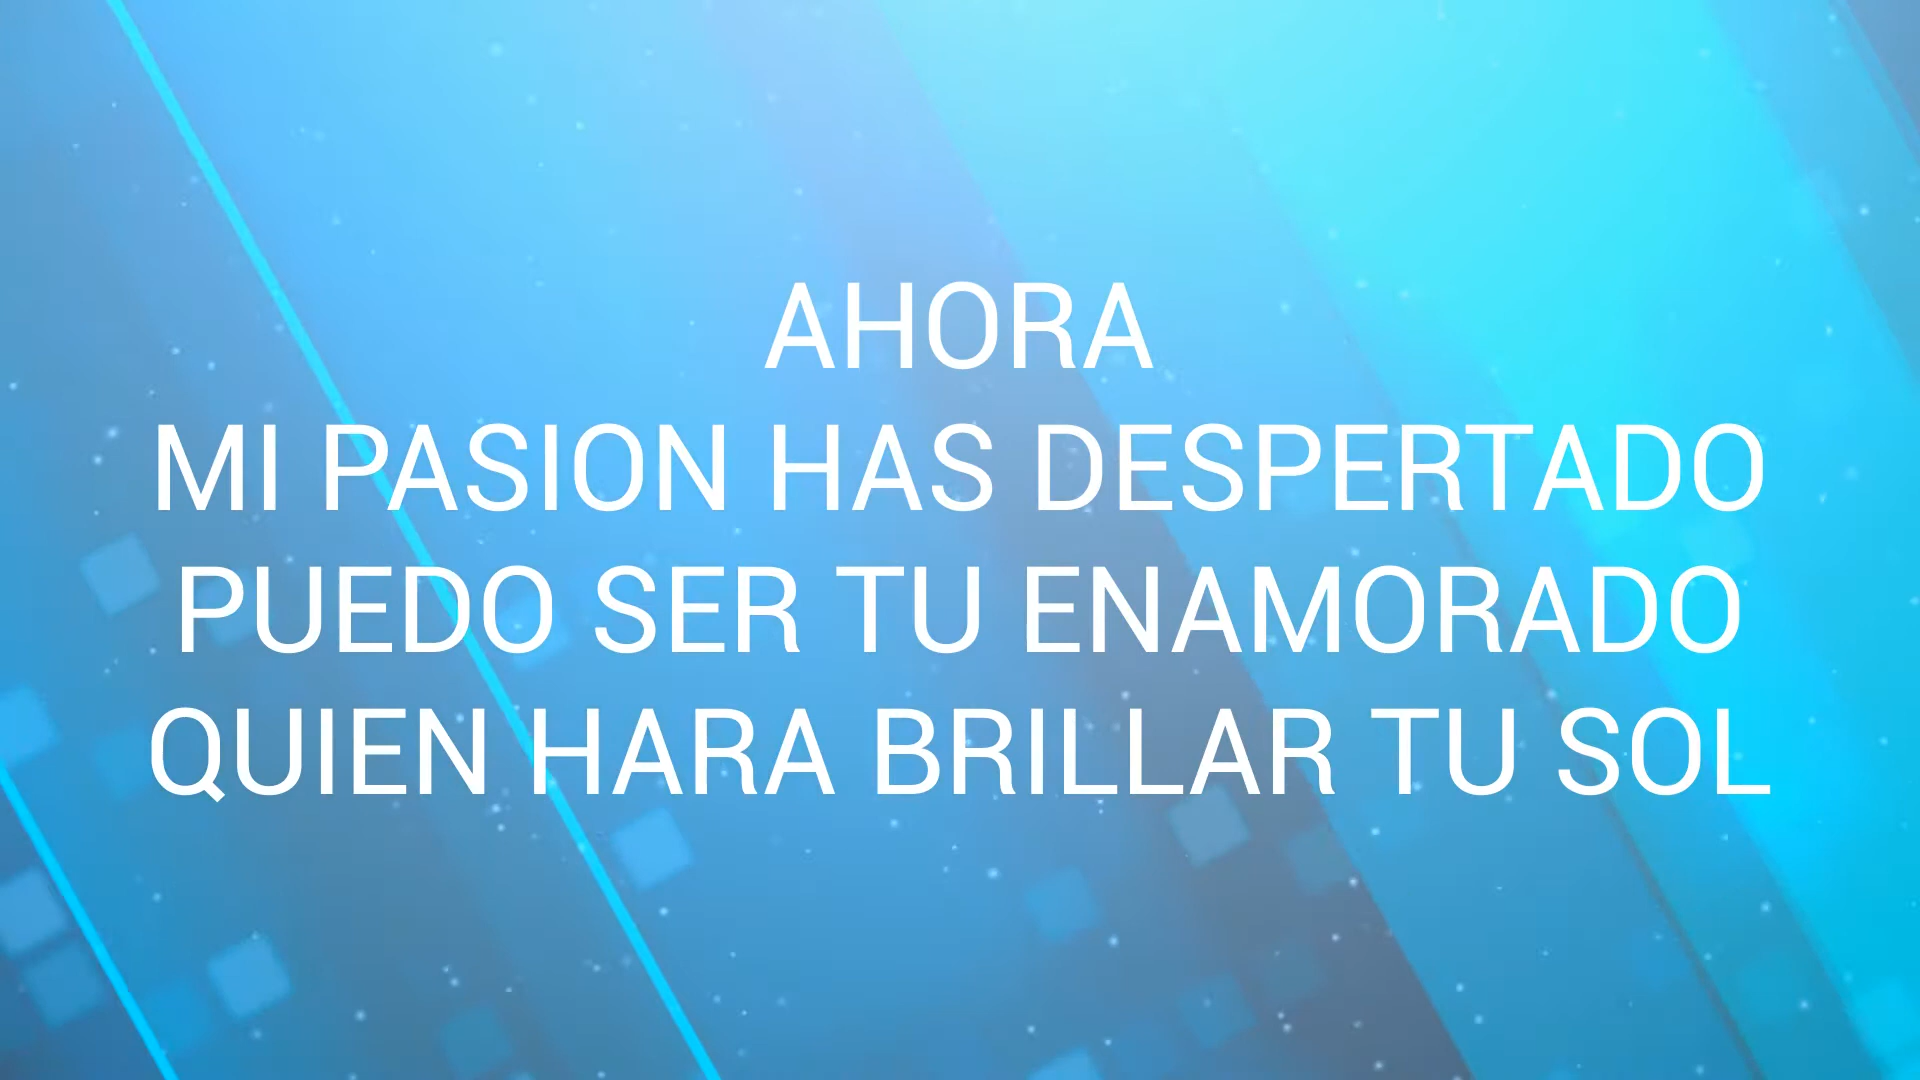 AHORA
MI PASION HAS DESPERTADO
PUEDO SER TU ENAMORADO
QUIEN HARA BRILLAR TU SOL